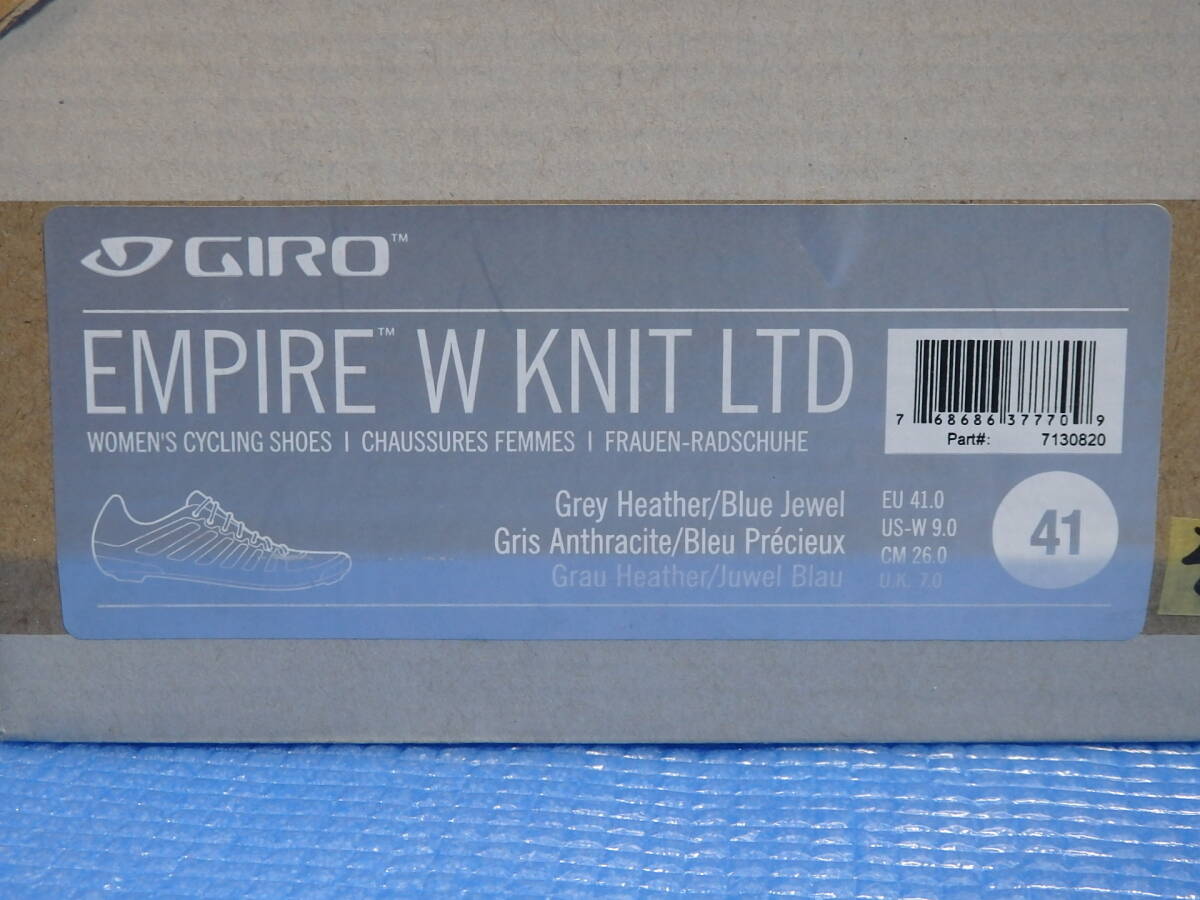 GIRO™
EMPIRE™ W KNIT LTD
WOMEN'S CYCLING SHOES | CHAUSSURES FEMMES | FRAUEN-RADSCHUHE
7 68686 37770 9
Part#: 7130820
Grey Heather/Blue Jewel
Gris Anthracite/Bleu Précieux
Grau Heather/Juwel Blau
EU 41.0
US-W 9.0
CM 26.0
U.K. 7.0
41